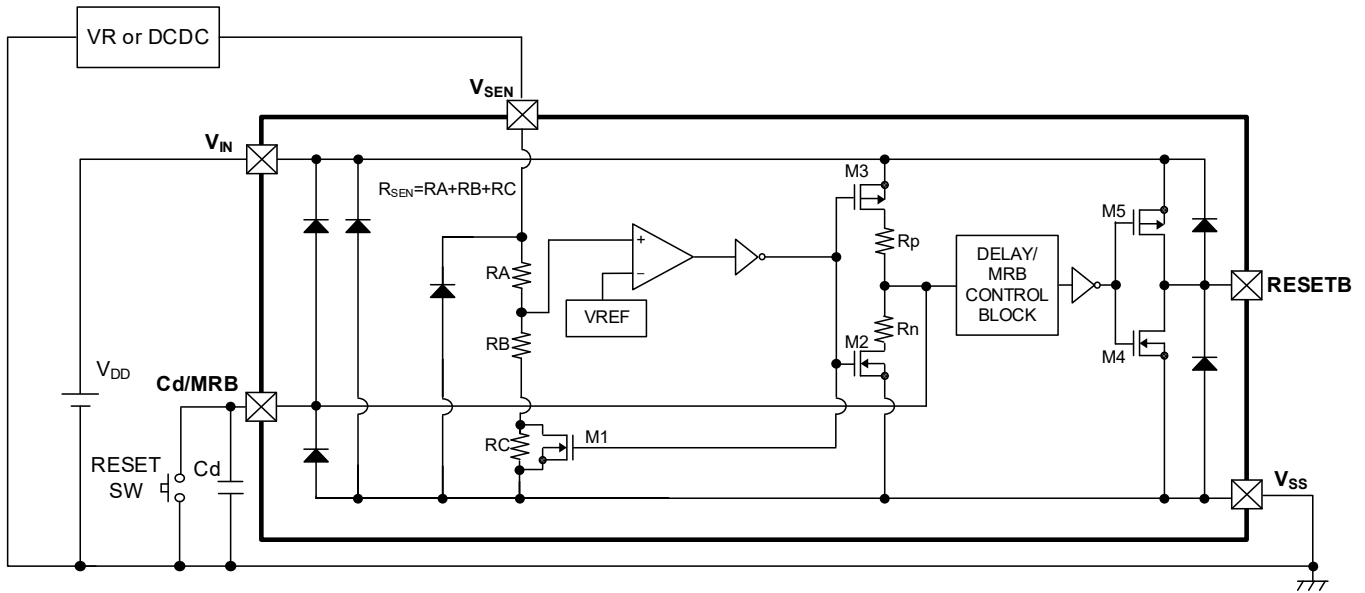 VR or DCDC
VSEN
VIN
RSEN=RA+RB+RC
M3
M5
RA
Rp
DELAY/
MRB
CONTROL
BLOCK
RESETB
VREF
RB
Rn
M2
M4
VDD
Cd/MRB
RC
M1
RESET
SW
Cd
VSS